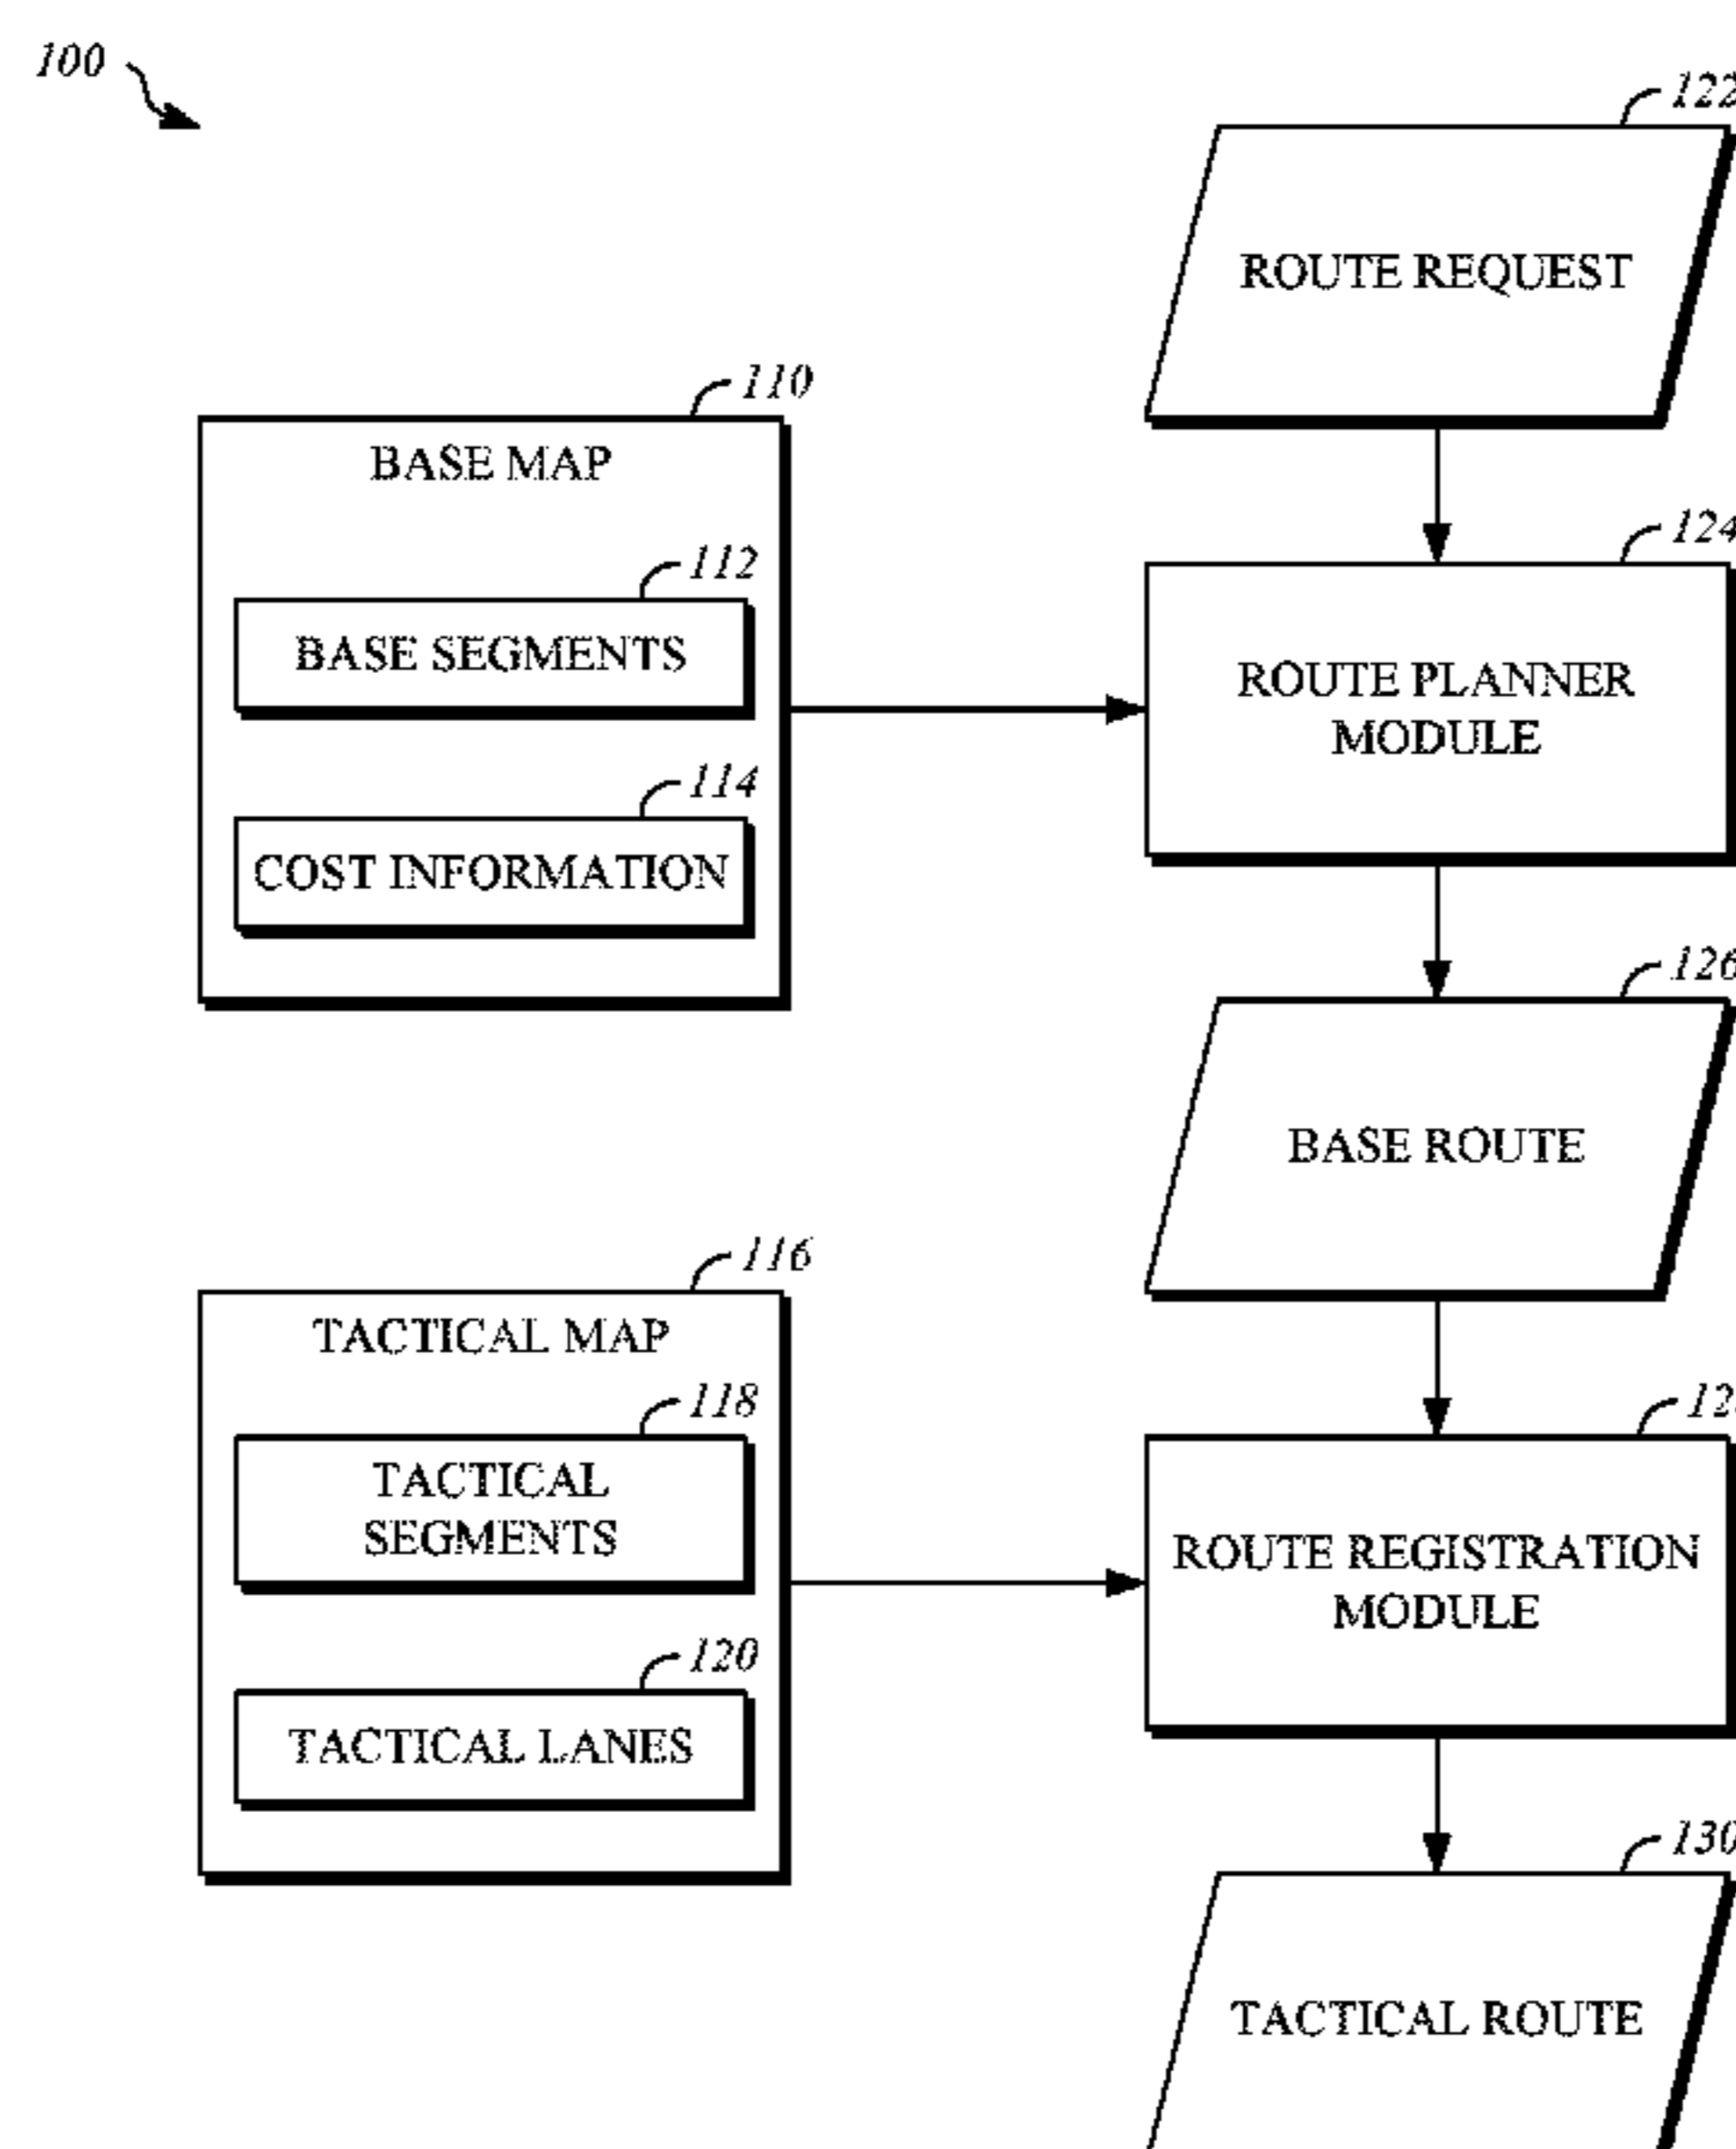 100
122
ROUTE REQUEST
110
BASE MAP
112
BASE SEGMENTS
114
COST INFORMATION
124
ROUTE PLANNER
MODULE
126
BASE ROUTE
116
TACTICAL MAP
118
TACTICAL
SEGMENTS
120
TACTICAL LANES
ROUTE REGISTRATION
MODULE
130
TACTICAL ROUTE